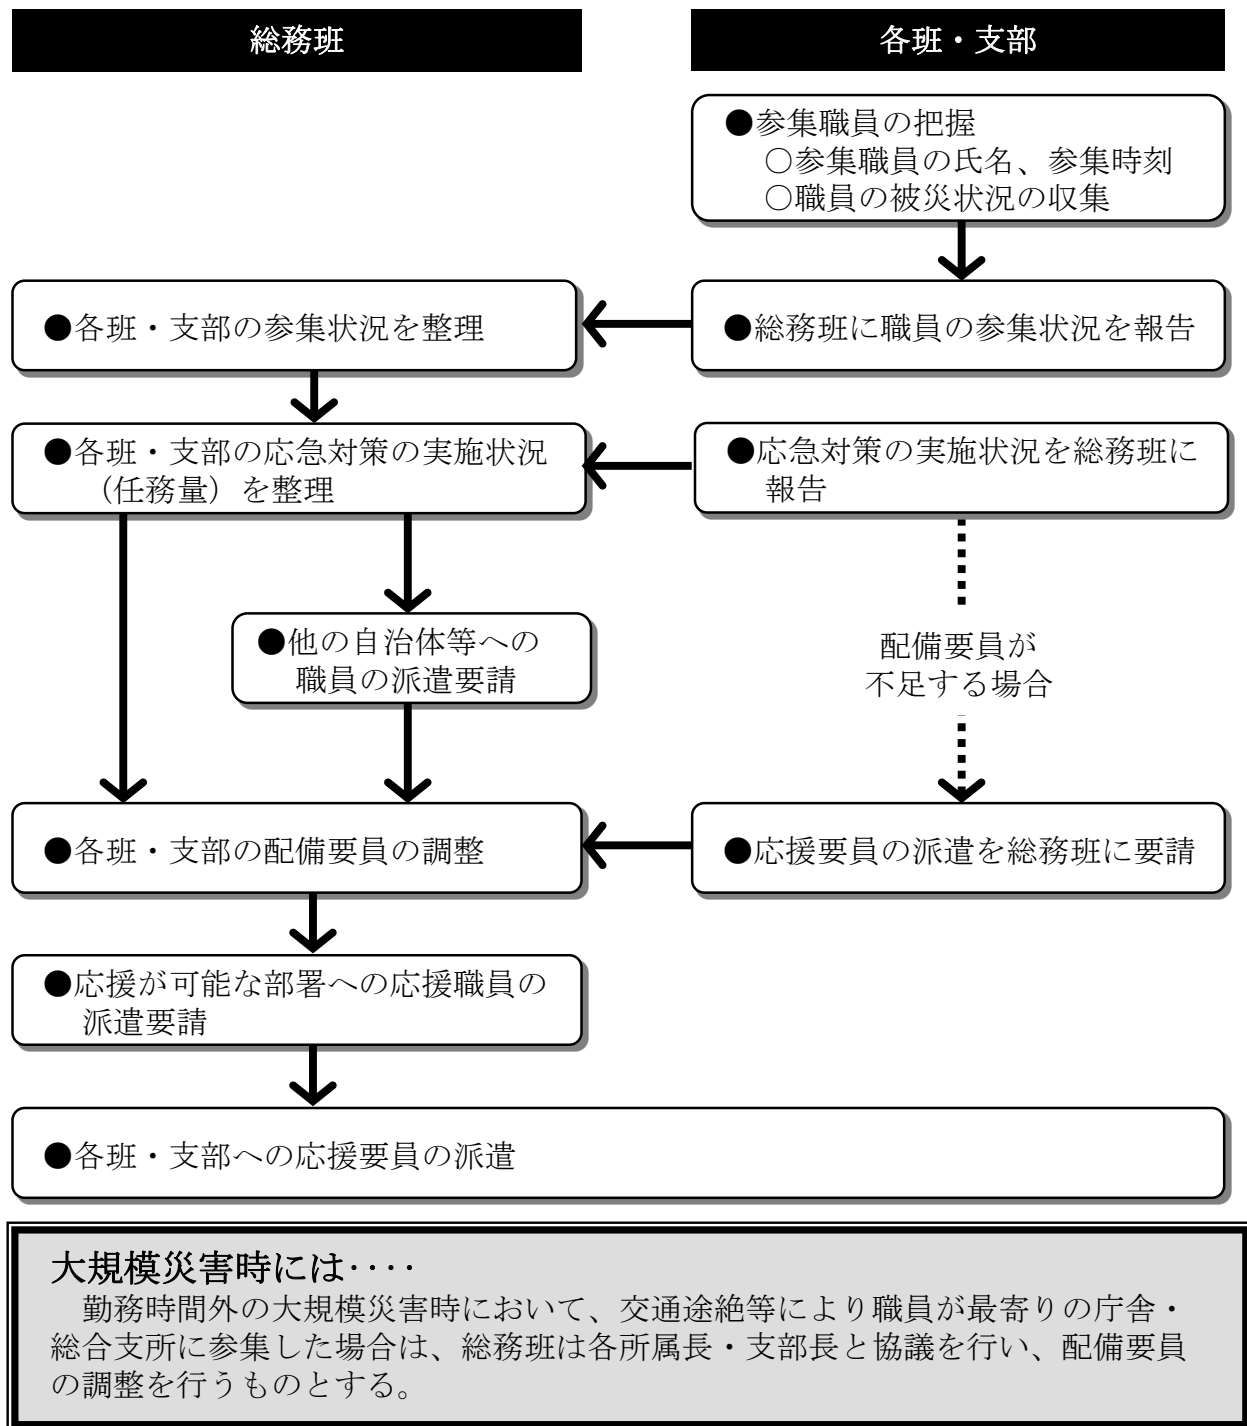 総務班
各班・支部
●参集職員の把握
○参集職員の氏名、参集時刻
○職員の被災状況の収集
●各班・支部の参集状況を整理
●総務班に職員の参集状況を報告
●各班・支部の応急対策の実施状況
（任務量）を整理
●応急対策の実施状況を総務班に
報告
●他の自治体等への
職員の派遣要請
配備要員が
不足する場合
●各班・支部の配備要員の調整
●応援要員の派遣を総務班に要請
●応援が可能な部署への応援職員の
派遣要請
●各班・支部への応援要員の派遣
大規模災害時には‥‥
勤務時間外の大規模災害時において、交通途絶等により職員が最寄りの庁舎・
総合支所に参集した場合は、総務班は各所属長・支部長と協議を行い、配備要員
の調整を行うものとする。